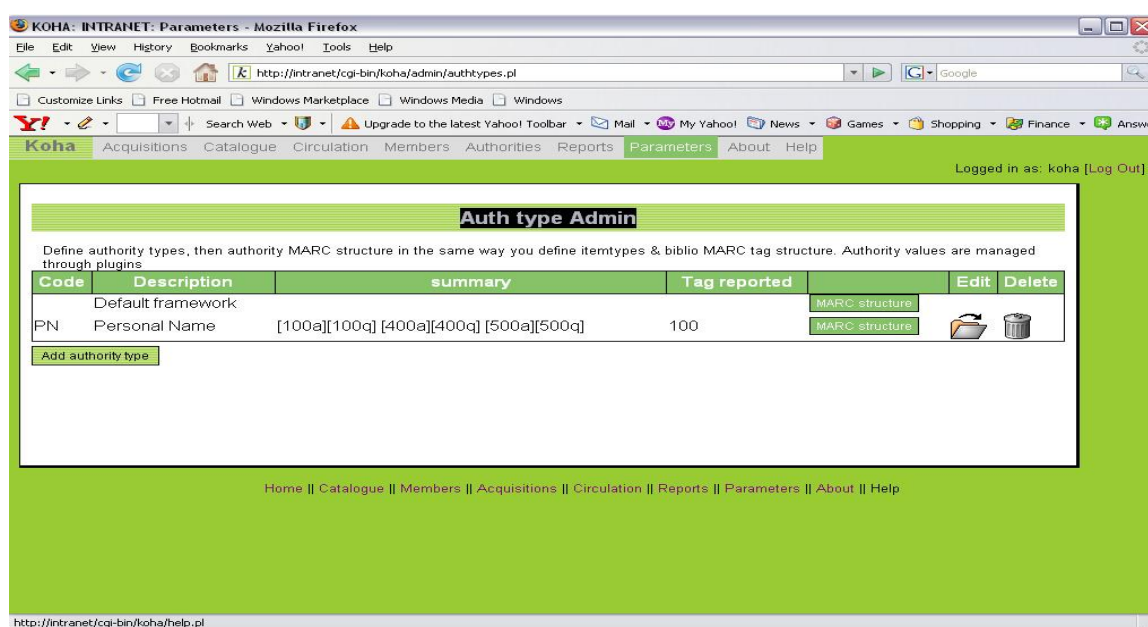 KOHA: INTRANET: Parameters - Mozilla Firefox
File Edit View History Bookmarks Yahoo! Tools Help
http://intranet/cgi-bin/koha/admin/authtypes.pl
G Google
Customize Links Free Hotmail Windows Marketplace Windows Media Windows
Y! Search Web Upgrade to the latest Yahoo! Toolbar Mail My Yahoo! News Games Shopping Finance Answ
Koha Acquisitions Catalogue Circulation Members Authorities Reports Parameters About Help
Logged in as: koha [Log Out]
Auth type Admin
Define authority types, then authority MARC structure in the same way you define itemtypes & biblio MARC tag structure. Authority values are managed
through plugins
Code Description summary Tag reported Edit Delete
Default framework MARC structure
PN Personal Name [100a][100q] [400a][400q] [500a][500q] 100 MARC structure
Add authority type
Home || Catalogue || Members || Acquisitions || Circulation || Reports || Parameters || About || Help
http://intranet/cgi-bin/koha/help.pl